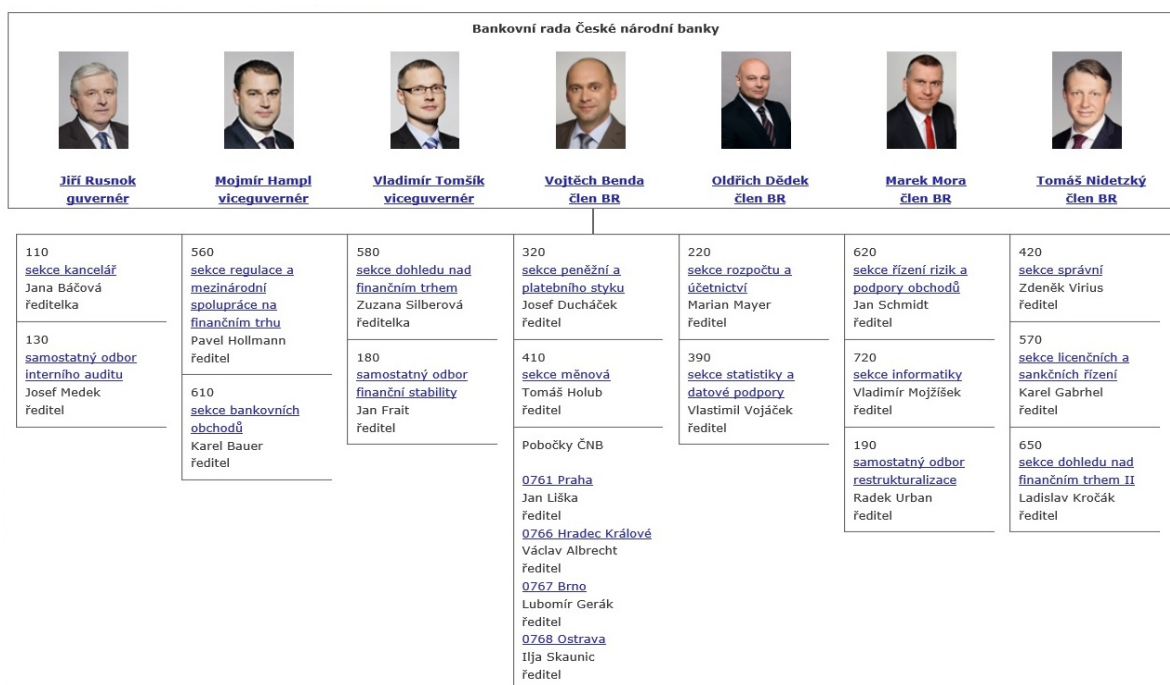 Bankovní rada České národní banky
Jiří Rusnok
guvernér
Mojmír Hampl
viceguvernér
Vladimír Tomšík
viceguvernér
Vojtěch Benda
člen BR
Oldřich Dědek
člen BR
Marek Mora
člen BR
Tomáš Nidetzký
člen BR
110
sekce kancelář
Jana Báčová
ředitelka
130
samostatný odbor
interního auditu
Josef Medek
ředitel
560
sekce regulace a
mezinárodní
spolupráce na
finančním trhu
Pavel Hollmann
ředitel
610
sekce bankovních
obchodů
Karel Bauer
ředitel
580
sekce dohledu nad
finančním trhem
Zuzana Silberová
ředitelka
180
samostatný odbor
finanční stability
Jan Frait
ředitel
320
sekce peněžní a
platebního styku
Josef Ducháček
ředitel
410
sekce měnová
Tomáš Holub
ředitel
Pobočky ČNB
0761 Praha
Jan Liška
ředitel
0766 Hradec Králové
Václav Albrecht
ředitel
0767 Brno
Lubomír Gerák
ředitel
0768 Ostrava
Ilja Skaunic
ředitel
220
sekce rozpočtu a
účetnictví
Marian Mayer
ředitel
390
sekce statistiky a
datové podpory
Vlastimil Vojáček
ředitel
620
sekce řízení rizik a
podpory obchodů
Jan Schmidt
ředitel
720
sekce informatiky
Vladimír Mojžíšek
ředitel
190
samostatný odbor
restrukturalizace
Radek Urban
ředitel
420
sekce správní
Zdeněk Virius
ředitel
570
sekce licenčních a
sankčních řízení
Karel Gabrhel
ředitel
650
sekce dohledu nad
finančním trhem II
Ladislav Kročák
ředitel